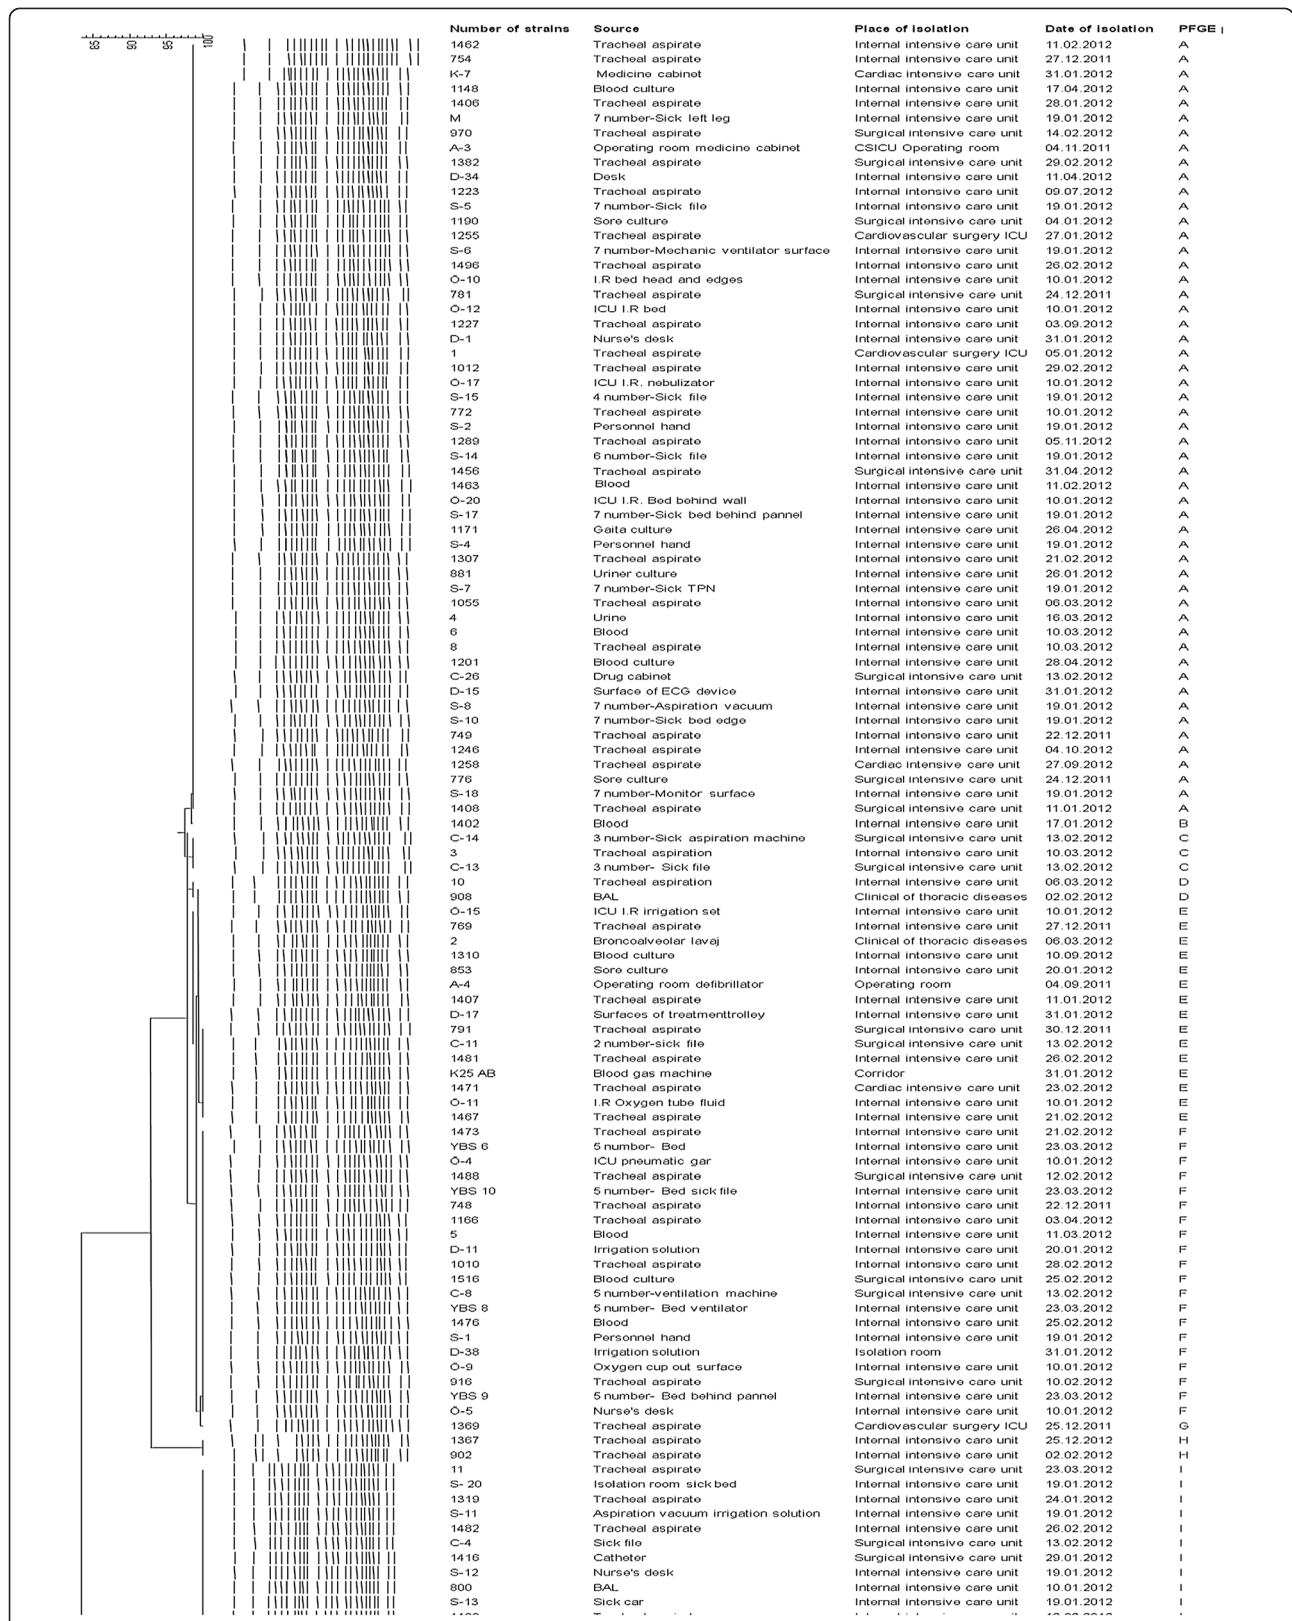 85 90 95 100
Number of strains Source Place of isolation Date of isolation PFGE
1462 Tracheal aspirate Internal intensive care unit 11.02.2012 A
754 Tracheal aspirate Internal intensive care unit 27.12.2011 A
K-7 Medicine cabinet Cardiac intensive care unit 31.01.2012 A
1148 Blood culture Internal intensive care unit 17.04.2012 A
1406 Tracheal aspirate Internal intensive care unit 28.01.2012 A
M 7 number-Sick left leg Internal intensive care unit 19.01.2012 A
970 Tracheal aspirate Surgical intensive care unit 14.02.2012 A
A-3 Operating room medicine cabinet CSICU Operating room 04.11.2011 A
1382 Tracheal aspirate Surgical intensive care unit 29.02.2012 A
D-34 Desk Internal intensive care unit 11.04.2012 A
1223 Tracheal aspirate Internal intensive care unit 09.07.2012 A
S-5 7 number-Sick file Internal intensive care unit 19.01.2012 A
1190 Sore culture Surgical intensive care unit 04.01.2012 A
1255 Tracheal aspirate Cardiovascular surgery ICU 27.01.2012 A
S-6 7 number-Mechanic ventilator surface Internal intensive care unit 19.01.2012 A
1496 Tracheal aspirate Internal intensive care unit 26.02.2012 A
O-10 I.R bed head and edges Internal intensive care unit 10.01.2012 A
781 Tracheal aspirate Surgical intensive care unit 24.12.2011 A
O-12 ICU I.R bed Internal intensive care unit 10.01.2012 A
1227 Tracheal aspirate Internal intensive care unit 03.09.2012 A
D-1 Nurse's desk Internal intensive care unit 31.01.2012 A
1 Tracheal aspirate Cardiovascular surgery ICU 05.01.2012 A
1012 Tracheal aspirate Internal intensive care unit 29.02.2012 A
O-17 ICU I.R. nebulizator Internal intensive care unit 10.01.2012 A
S-15 4 number-Sick file Internal intensive care unit 19.01.2012 A
772 Tracheal aspirate Internal intensive care unit 10.01.2012 A
S-2 Personnel hand Internal intensive care unit 19.01.2012 A
1289 Tracheal aspirate Internal intensive care unit 05.11.2012 A
S-14 6 number-Sick file Internal intensive care unit 19.01.2012 A
1456 Tracheal aspirate Surgical intensive care unit 31.04.2012 A
1463 Blood Internal intensive care unit 11.02.2012 A
O-20 ICU I.R. Bed behind wall Internal intensive care unit 10.01.2012 A
S-17 7 number-Sick bed behind pannel Internal intensive care unit 19.01.2012 A
1171 Gaita culture Internal intensive care unit 26.04.2012 A
S-4 Personnel hand Internal intensive care unit 19.01.2012 A
1307 Tracheal aspirate Internal intensive care unit 21.02.2012 A
881 Uriner culture Internal intensive care unit 26.01.2012 A
S-7 7 number-Sick TPN Internal intensive care unit 19.01.2012 A
1055 Tracheal aspirate Internal intensive care unit 06.03.2012 A
4 Urine Internal intensive care unit 16.03.2012 A
6 Blood Internal intensive care unit 10.03.2012 A
8 Tracheal aspirate Internal intensive care unit 10.03.2012 A
1201 Blood culture Internal intensive care unit 28.04.2012 A
C-26 Drug cabinet Surgical intensive care unit 13.02.2012 A
D-15 Surface of ECG device Internal intensive care unit 31.01.2012 A
S-8 7 number-Aspiration vacuum Internal intensive care unit 19.01.2012 A
S-10 7 number-Sick bed edge Internal intensive care unit 19.01.2012 A
749 Tracheal aspirate Internal intensive care unit 22.12.2011 A
1246 Tracheal aspirate Internal intensive care unit 04.10.2012 A
1258 Tracheal aspirate Cardiac intensive care unit 27.09.2012 A
776 Sore culture Surgical intensive care unit 24.12.2011 A
S-18 7 number-Monitor surface Internal intensive care unit 19.01.2012 A
1408 Tracheal aspirate Surgical intensive care unit 11.01.2012 A
1402 Blood Internal intensive care unit 17.01.2012 B
C-14 3 number-Sick aspiration machine Surgical intensive care unit 13.02.2012 C
3 Tracheal aspiration Internal intensive care unit 10.03.2012 C
C-13 3 number- Sick file Surgical intensive care unit 13.02.2012 C
10 Tracheal aspiration Internal intensive care unit 06.03.2012 D
908 BAL Clinical of thoracic diseases 02.02.2012 D
O-15 ICU I.R irrigation set Internal intensive care unit 10.01.2012 E
769 Tracheal aspirate Internal intensive care unit 27.12.2011 E
2 Broncoalveolar lavaj Clinical of thoracic diseases 06.03.2012 E
1310 Blood culture Internal intensive care unit 10.09.2012 E
853 Sore culture Internal intensive care unit 20.01.2012 E
A-4 Operating room defibrillator Operating room 04.09.2011 E
1407 Tracheal aspirate Internal intensive care unit 11.01.2012 E
D-17 Surfaces of treatmenttrolley Internal intensive care unit 31.01.2012 E
791 Tracheal aspirate Surgical intensive care unit 30.12.2011 E
C-11 2 number-sick file Surgical intensive care unit 13.02.2012 E
1481 Tracheal aspirate Internal intensive care unit 26.02.2012 E
K25 AB Blood gas machine Corridor 31.01.2012 E
1471 Tracheal aspirate Cardiac intensive care unit 23.02.2012 E
O-11 I.R Oxygen tube fluid Internal intensive care unit 10.01.2012 E
1467 Tracheal aspirate Internal intensive care unit 21.02.2012 E
1473 Tracheal aspirate Internal intensive care unit 21.02.2012 F
YBS 6 5 number- Bed Internal intensive care unit 23.03.2012 F
O-4 ICU pneumatic gar Internal intensive care unit 10.01.2012 F
1488 Tracheal aspirate Surgical intensive care unit 12.02.2012 F
YBS 10 5 number- Bed sick file Internal intensive care unit 23.03.2012 F
748 Tracheal aspirate Internal intensive care unit 22.12.2011 F
1166 Tracheal aspirate Internal intensive care unit 03.04.2012 F
5 Blood Internal intensive care unit 11.03.2012 F
D-11 Irrigation solution Internal intensive care unit 20.01.2012 F
1010 Tracheal aspirate Internal intensive care unit 28.02.2012 F
1516 Blood culture Surgical intensive care unit 25.02.2012 F
C-8 5 number-ventilation machine Surgical intensive care unit 13.02.2012 F
YBS 8 5 number- Bed ventilator Internal intensive care unit 23.03.2012 F
1476 Blood Internal intensive care unit 25.02.2012 F
S-1 Personnel hand Internal intensive care unit 19.01.2012 F
D-38 Irrigation solution Isolation room 31.01.2012 F
O-9 Oxygen cup out surface Internal intensive care unit 10.01.2012 F
916 Tracheal aspirate Surgical intensive care unit 10.02.2012 F
YBS 9 5 number- Bed behind pannel Internal intensive care unit 23.03.2012 F
O-5 Nurse's desk Internal intensive care unit 10.01.2012 F
1369 Tracheal aspirate Cardiovascular surgery ICU 25.12.2011 G
1367 Tracheal aspirate Internal intensive care unit 25.12.2012 H
902 Tracheal aspirate Internal intensive care unit 02.02.2012 H
11 Tracheal aspirate Surgical intensive care unit 23.03.2012 I
S- 20 Isolation room sick bed Internal intensive care unit 19.01.2012 I
1319 Tracheal aspirate Internal intensive care unit 24.01.2012 I
S-11 Aspiration vacuum irrigation solution Internal intensive care unit 19.01.2012 I
1482 Tracheal aspirate Internal intensive care unit 26.02.2012 I
C-4 Sick file Surgical intensive care unit 13.02.2012 I
1416 Catheter Surgical intensive care unit 29.01.2012 I
S-12 Nurse's desk Internal intensive care unit 19.01.2012 I
800 BAL Internal intensive care unit 10.01.2012 I
S-13 Sick car Internal intensive care unit 19.01.2012 I